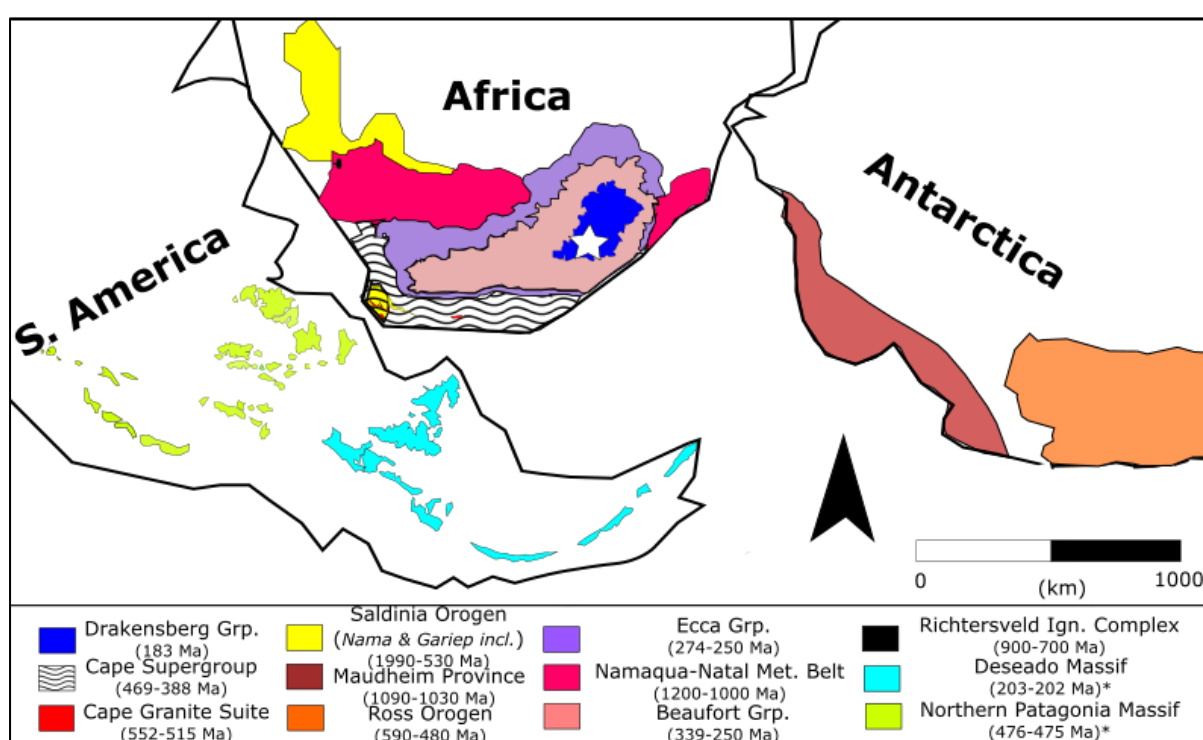 Africa
Antarctica
S. America
0 1000
(km)
Drakensberg Grp.
(183 Ma)
Cape Supergroup
(469-388 Ma)
Cape Granite Suite
(552-515 Ma)
Saldinia Orogen
(Nama & Gariep incl.)
(1990-530 Ma)
Maudheim Province
(1090-1030 Ma)
Ross Orogen
(590-480 Ma)
Ecca Grp.
(274-250 Ma)
Namaqua-Natal Met. Belt
(1200-1000 Ma)
Beaufort Grp.
(339-250 Ma)
Richtersveld Ign. Complex
(900-700 Ma)
Deseado Massif
(203-202 Ma)*
Northern Patagonia Massif
(476-475 Ma)*